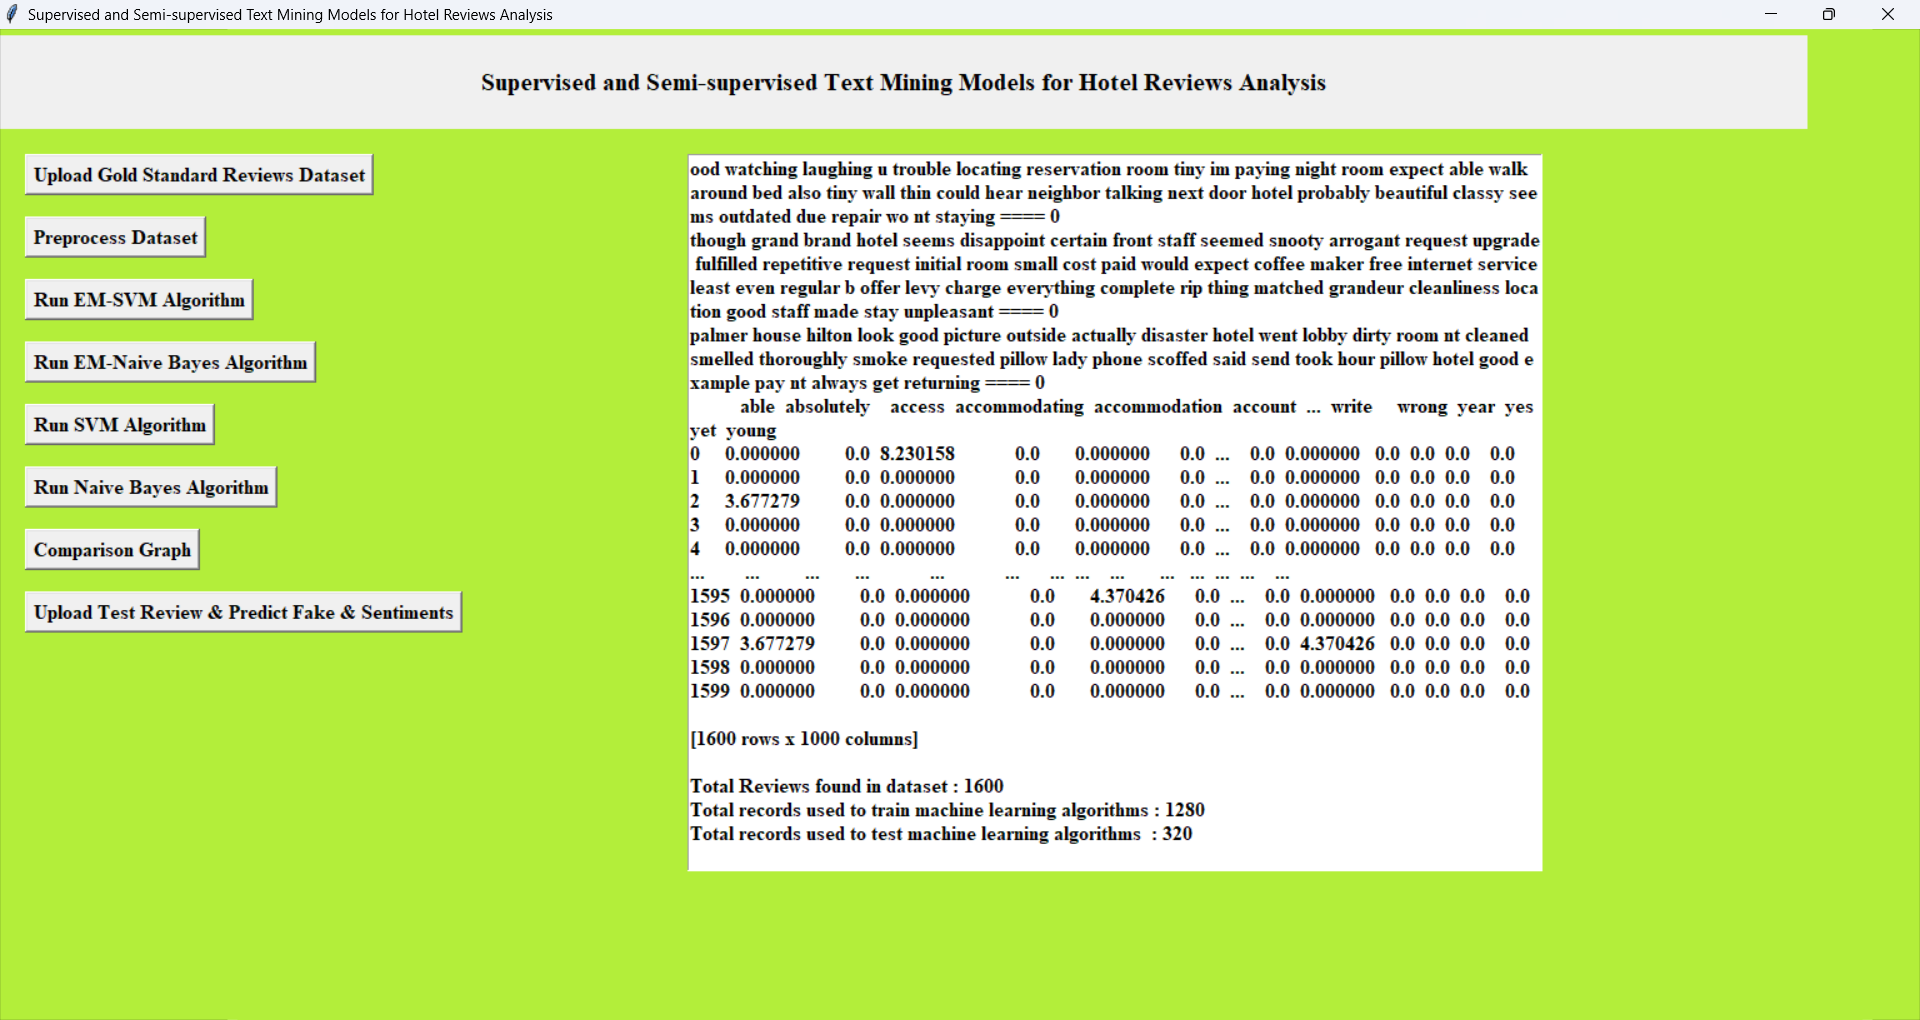 Supervised and Semi-supervised Text Mining Models for Hotel Reviews Analysis
Supervised and Semi-supervised Text Mining Models for Hotel Reviews Analysis
Upload Gold Standard Reviews Dataset
Preprocess Dataset
Run EM-SVM Algorithm
Run EM-Naive Bayes Algorithm
Run SVM Algorithm
Run Naive Bayes Algorithm
Comparison Graph
Upload Test Review & Predict Fake & Sentiments
ood watching laughing u trouble locating reservation room tiny im paying night room expect able walk
around bed also tiny wall thin could hear neighbor talking next door hotel probably beautiful classy see
ms outdated due repair wo nt staying ==== 0
though grand brand hotel seems disappoint certain front staff seemed snooty arrogant request upgrade
fulfilled repetitive request initial room small cost paid would expect coffee maker free internet service
least even regular b offer levy charge everything complete rip thing matched grandeur cleanliness loca
tion good staff made stay unpleasant ==== 0
palmer house hilton look good picture outside actually disaster hotel went lobby dirty room nt cleaned
smelled thoroughly smoke requested pillow lady phone scoffed said send took hour pillow hotel good e
xample pay nt always get returning ==== 0
able absolutely access accommodating accommodation account ... write wrong year yes
yet young
0 0.000000 0.0 8.230158 0.0 0.000000 0.0 ... 0.0 0.000000 0.0 0.0 0.0 0.0
1 0.000000 0.0 0.000000 0.0 0.000000 0.0 ... 0.0 0.000000 0.0 0.0 0.0 0.0
2 3.677279 0.0 0.000000 0.0 0.000000 0.0 ... 0.0 0.000000 0.0 0.0 0.0 0.0
3 0.000000 0.0 0.000000 0.0 0.000000 0.0 ... 0.0 0.000000 0.0 0.0 0.0 0.0
4 0.000000 0.0 0.000000 0.0 0.000000 0.0 ... 0.0 0.000000 0.0 0.0 0.0 0.0
... ... ... ... ... ... ... ... ... ... ... ... ... ...
1595 0.000000 0.0 0.000000 0.0 4.370426 0.0 ... 0.0 0.000000 0.0 0.0 0.0 0.0
1596 0.000000 0.0 0.000000 0.0 0.000000 0.0 ... 0.0 0.000000 0.0 0.0 0.0 0.0
1597 3.677279 0.0 0.000000 0.0 0.000000 0.0 ... 0.0 4.370426 0.0 0.0 0.0 0.0
1598 0.000000 0.0 0.000000 0.0 0.000000 0.0 ... 0.0 0.000000 0.0 0.0 0.0 0.0
1599 0.000000 0.0 0.000000 0.0 0.000000 0.0 ... 0.0 0.000000 0.0 0.0 0.0 0.0
[1600 rows x 1000 columns]
Total Reviews found in dataset : 1600
Total records used to train machine learning algorithms : 1280
Total records used to test machine learning algorithms : 320